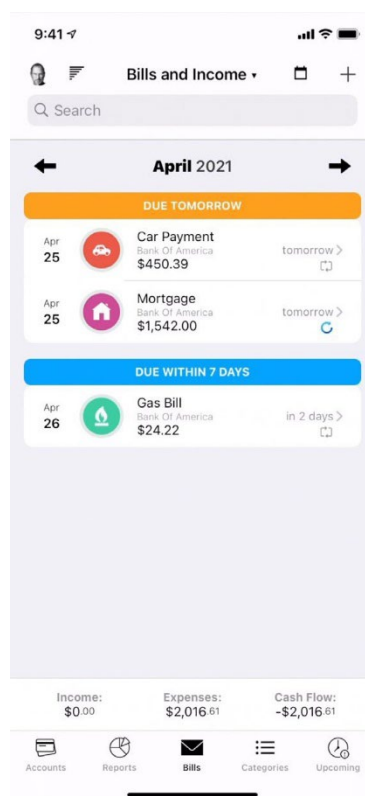 9:41
Bills and Income
Search
April 2021
DUE TOMORROW
Apr
25
Car Payment
Bank Of America
$450.39
tomorrow
Apr
25
Mortgage
Bank Of America
$1,542.00
tomorrow
DUE WITHIN 7 DAYS
Apr
26
Gas Bill
Bank Of America
$24.22
in 2 days
Income: Expenses: Cash Flow:
$0.00 $2,016.61 -$2,016.61
Accounts Reports Bills Categories Upcoming